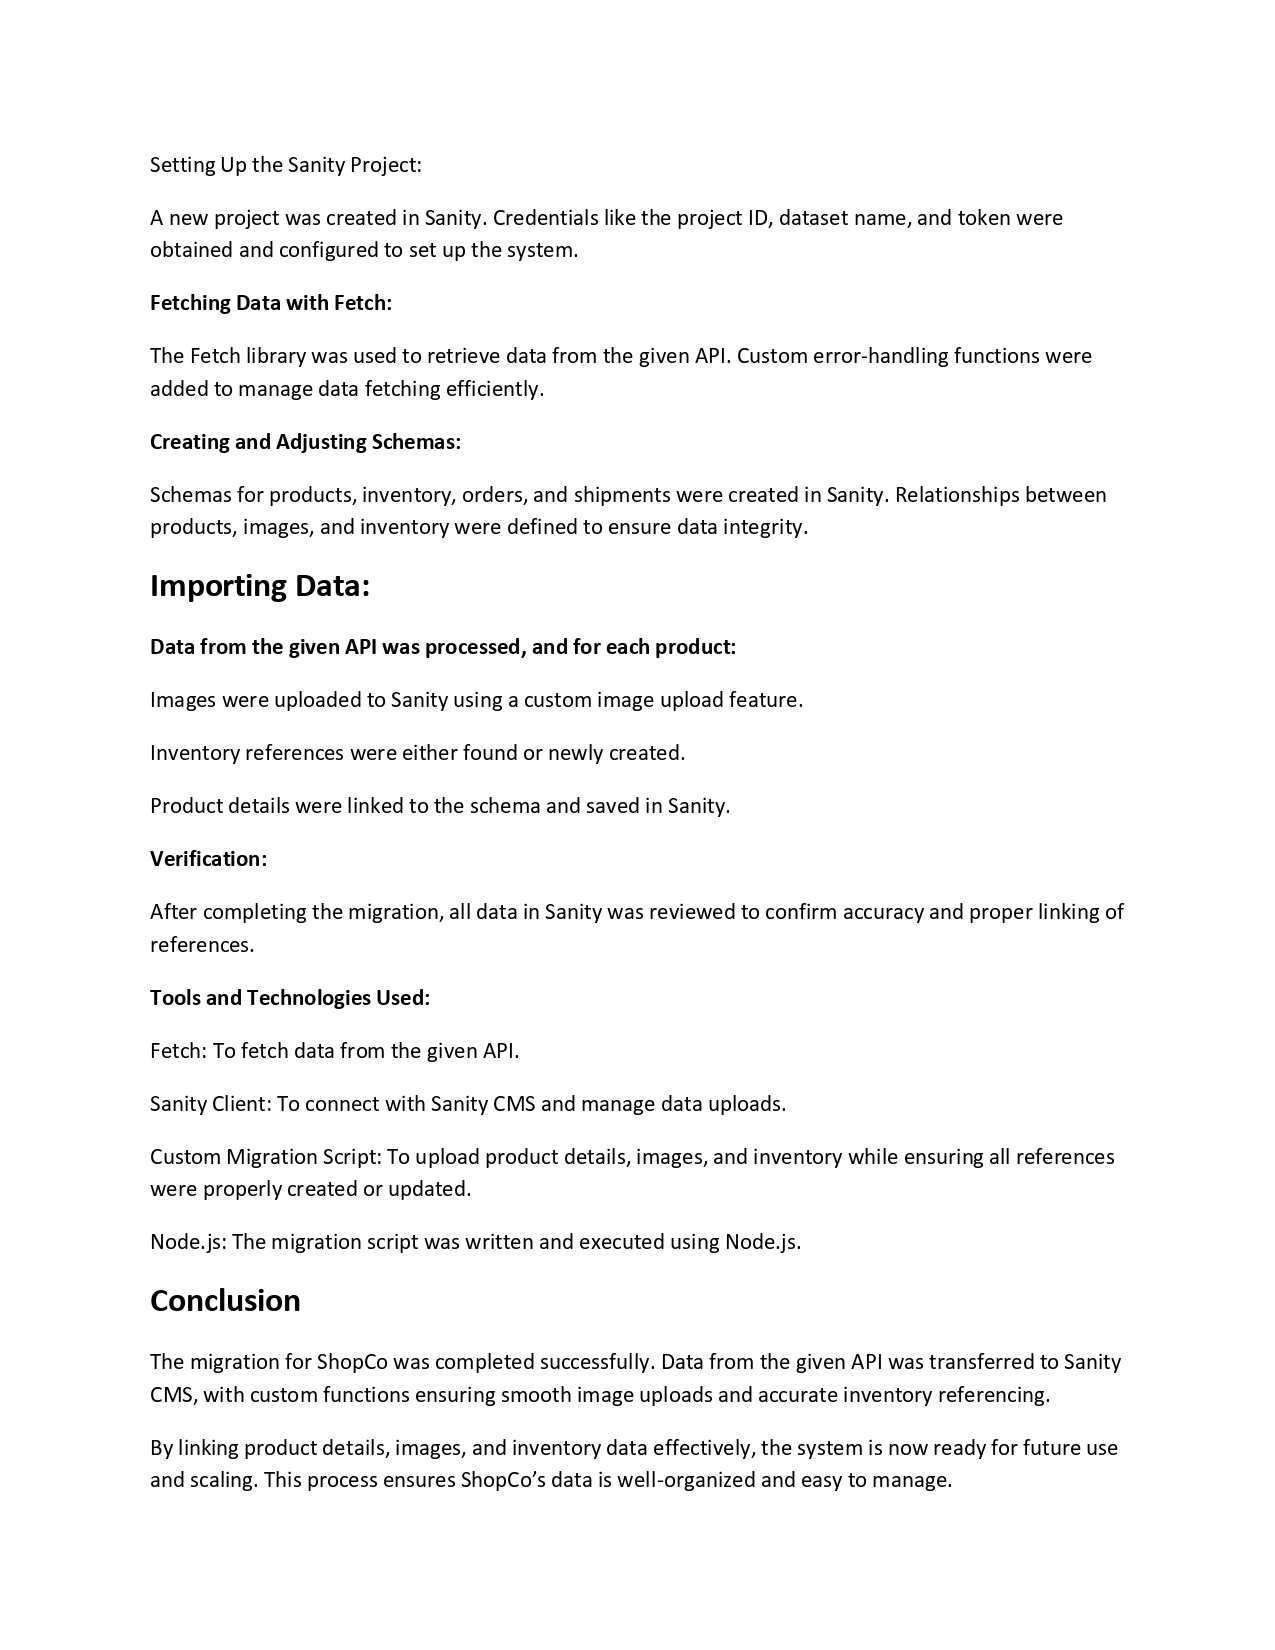 Setting Up the Sanity Project:
A new project was created in Sanity. Credentials like the project ID, dataset name, and token were
obtained and configured to set up the system.
Fetching Data with Fetch:
The Fetch library was used to retrieve data from the given API. Custom error-handling functions were
added to manage data fetching efficiently.
Creating and Adjusting Schemas:
Schemas for products, inventory, orders, and shipments were created in Sanity. Relationships between
products, images, and inventory were defined to ensure data integrity.
Importing Data:
Data from the given API was processed, and for each product:
Images were uploaded to Sanity using a custom image upload feature.
Inventory references were either found or newly created.
Product details were linked to the schema and saved in Sanity.
Verification:
After completing the migration, all data in Sanity was reviewed to confirm accuracy and proper linking of
references.
Tools and Technologies Used:
Fetch: To fetch data from the given API.
Sanity Client: To connect with Sanity CMS and manage data uploads.
Custom Migration Script: To upload product details, images, and inventory while ensuring all references
were properly created or updated.
Node.js: The migration script was written and executed using Node.js.
Conclusion
The migration for ShopCo was completed successfully. Data from the given API was transferred to Sanity
CMS, with custom functions ensuring smooth image uploads and accurate inventory referencing.
By linking product details, images, and inventory data effectively, the system is now ready for future use
and scaling. This process ensures ShopCo’s data is well-organized and easy to manage.